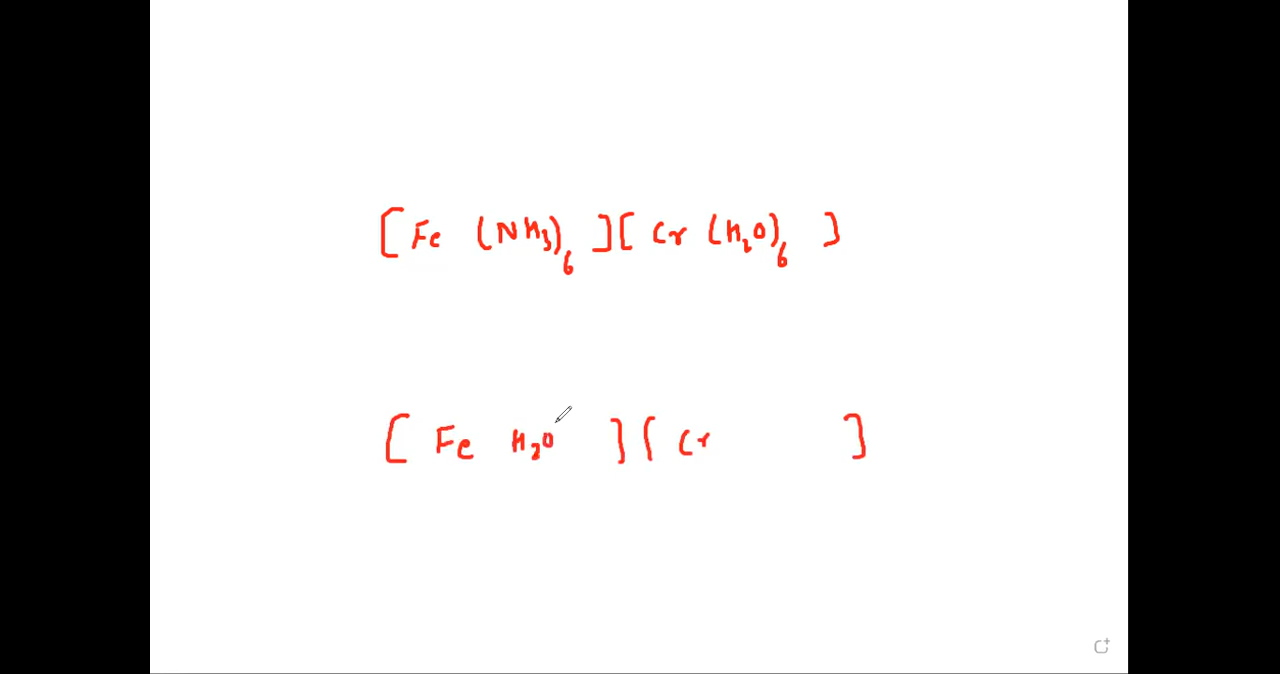 [ Fe (NH₃)₆ ] [ Cr (H₂O)₆ ]
[ Fe H₂O ] [ Cr ]